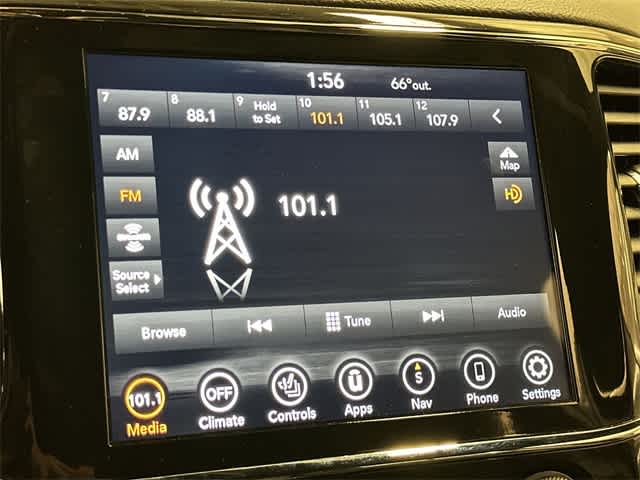 1:56 66°out.
7 87.9 8 88.1 9 Hold to Set 10 101.1 11 105.1 12 107.9
AM
Map
FM
HD
101.1
Source
Select
Browse Tune Audio
101.1 OFF S
Media Climate Controls Apps Nav Phone Settings